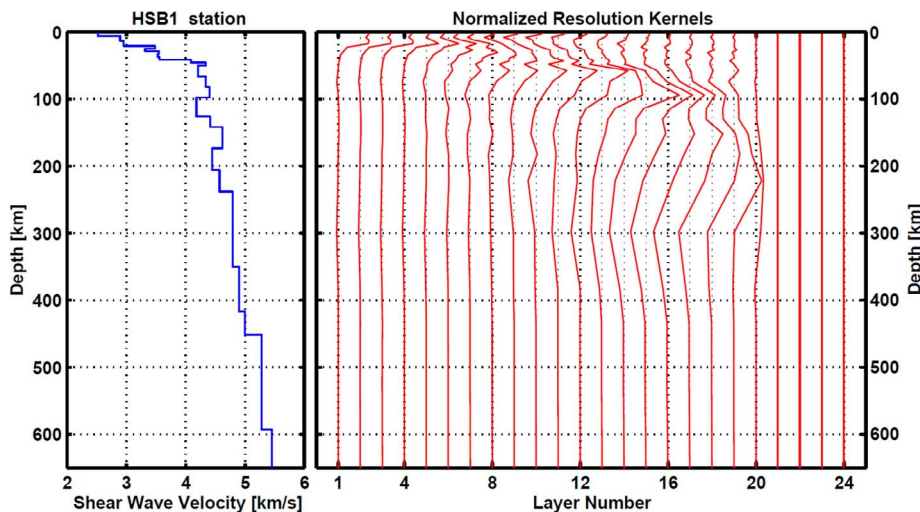 HSB1 station
Normalized Resolution Kernels
0
100
200
300
400
500
600
Depth [km]
2 3 4 5 6
Shear Wave Velocity [km/s]
1 4 8 12 16 20 24
Layer Number
0
100
200
300
400
500
600
Depth [km]